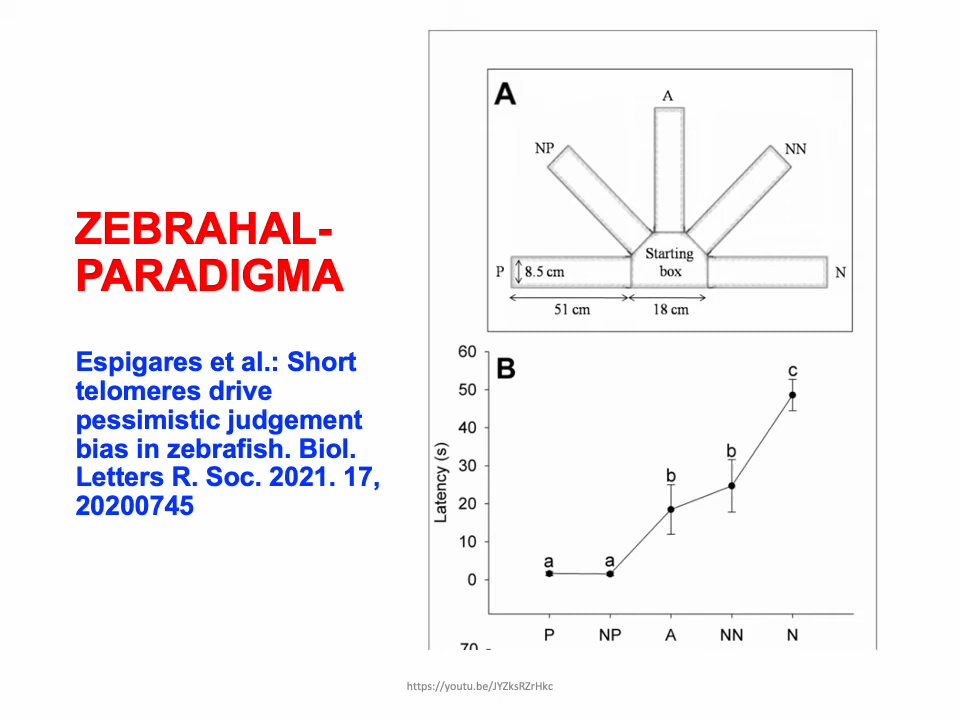 ZEBRAHAL-
PARADIGMA
Espigares et al.: Short
telomeres drive
pessimistic judgement
bias in zebrafish. Biol.
Letters R. Soc. 2021. 17,
20200745
A
A
NP
NN
Starting
box
P
8.5 cm
N
51 cm
18 cm
B
Latency (s)
60
50
40
30
20
10
0
a
a
b
b
c
P NP A NN N
70
https://youtu.be/JYZksRZrHkc